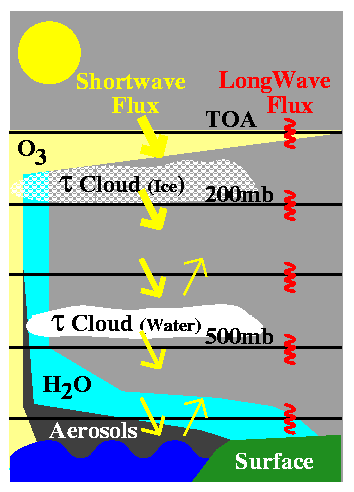 Shortwave
Flux
LongWave
Flux
TOA
O₃
τ Cloud (Ice)
200mb
τ Cloud (Water)
500mb
H₂O
Aerosols
Surface